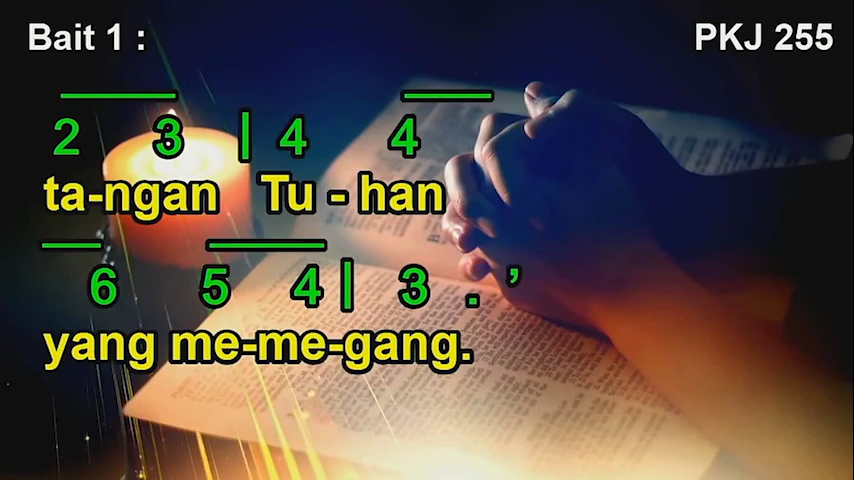 Bait 1 :
PKJ 255
2 3 | 4 4
ta-ngan Tu - han
6 5 4 | 3 . ’
yang me-me-gang.